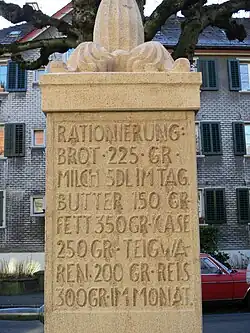 RATIONIERUNG:
BROT · 225 · GR ·
MILCH 5DL IM TAG
BUTTER 150 GR
FETT 350 GR · KÄSE
250 GR · TEIGWA=
REN · 200 GR · REIS
300 GR · IM MONAT